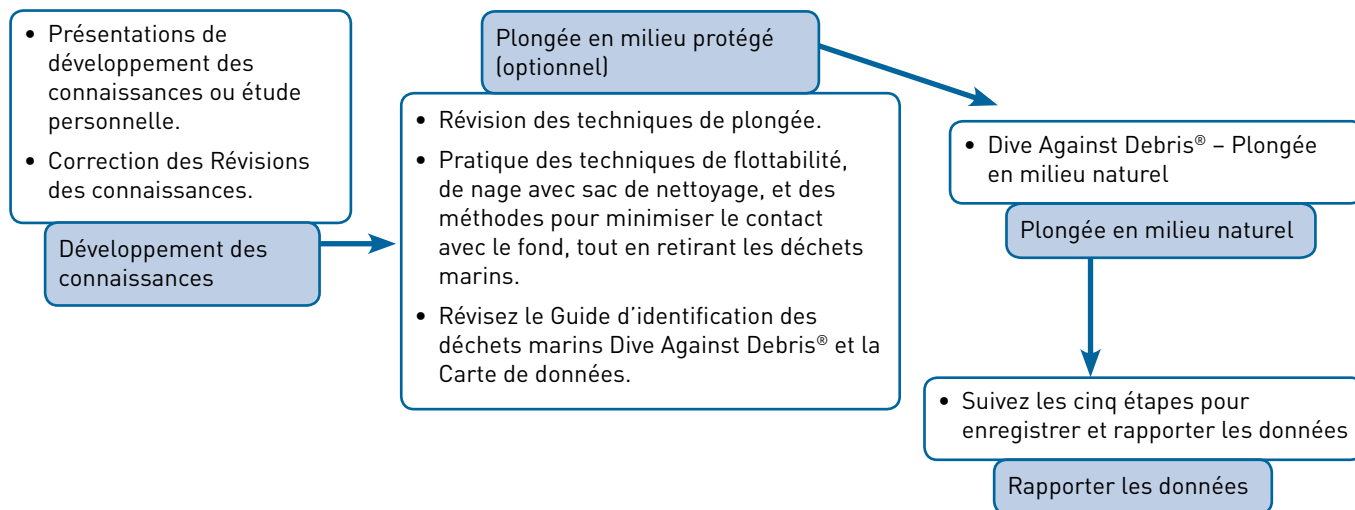 • Présentations de
développement des
connaissances ou étude
personnelle.
• Correction des Révisions
des connaissances.
Développement des
connaissances
Plongée en milieu protégé
(optionnel)
• Révision des techniques de plongée.
• Pratique des techniques de flottabilité,
de nage avec sac de nettoyage, et des
méthodes pour minimiser le contact
avec le fond, tout en retirant les déchets
marins.
• Révisez le Guide d’identification des
déchets marins Dive Against Debris® et la
Carte de données.
• Dive Against Debris® – Plongée
en milieu naturel
Plongée en milieu naturel
• Suivez les cinq étapes pour
enregistrer et rapporter les données
Rapporter les données